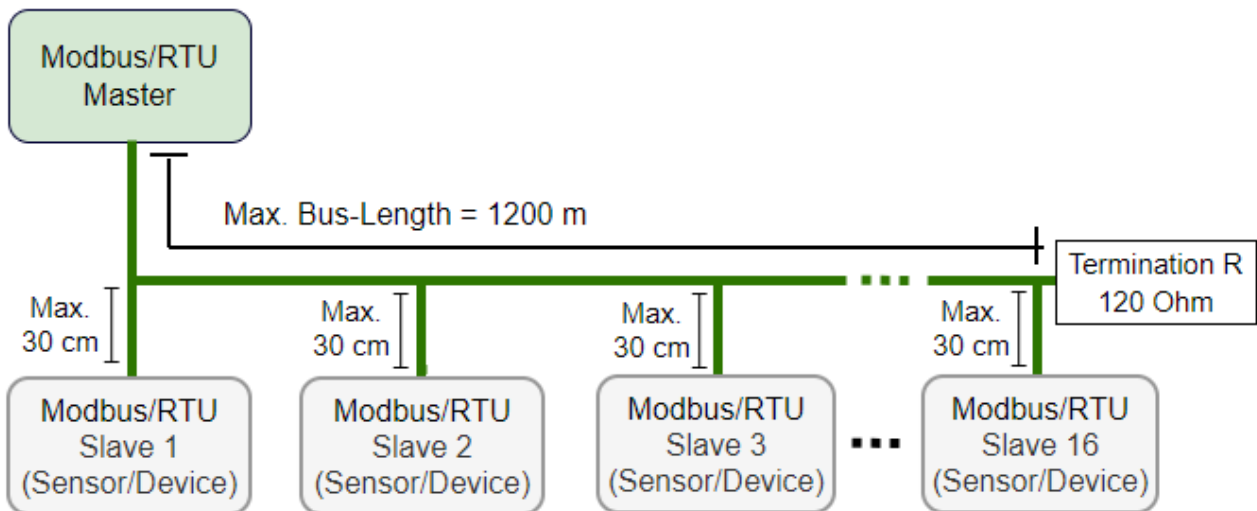 Modbus/RTU
Master
Max. Bus-Length = 1200 m
Termination R
120 Ohm
Max.
30 cm
Max.
30 cm
Max.
30 cm
Max.
30 cm
Modbus/RTU
Slave 1
(Sensor/Device)
Modbus/RTU
Slave 2
(Sensor/Device)
Modbus/RTU
Slave 3
(Sensor/Device)
Modbus/RTU
Slave 16
(Sensor/Device)